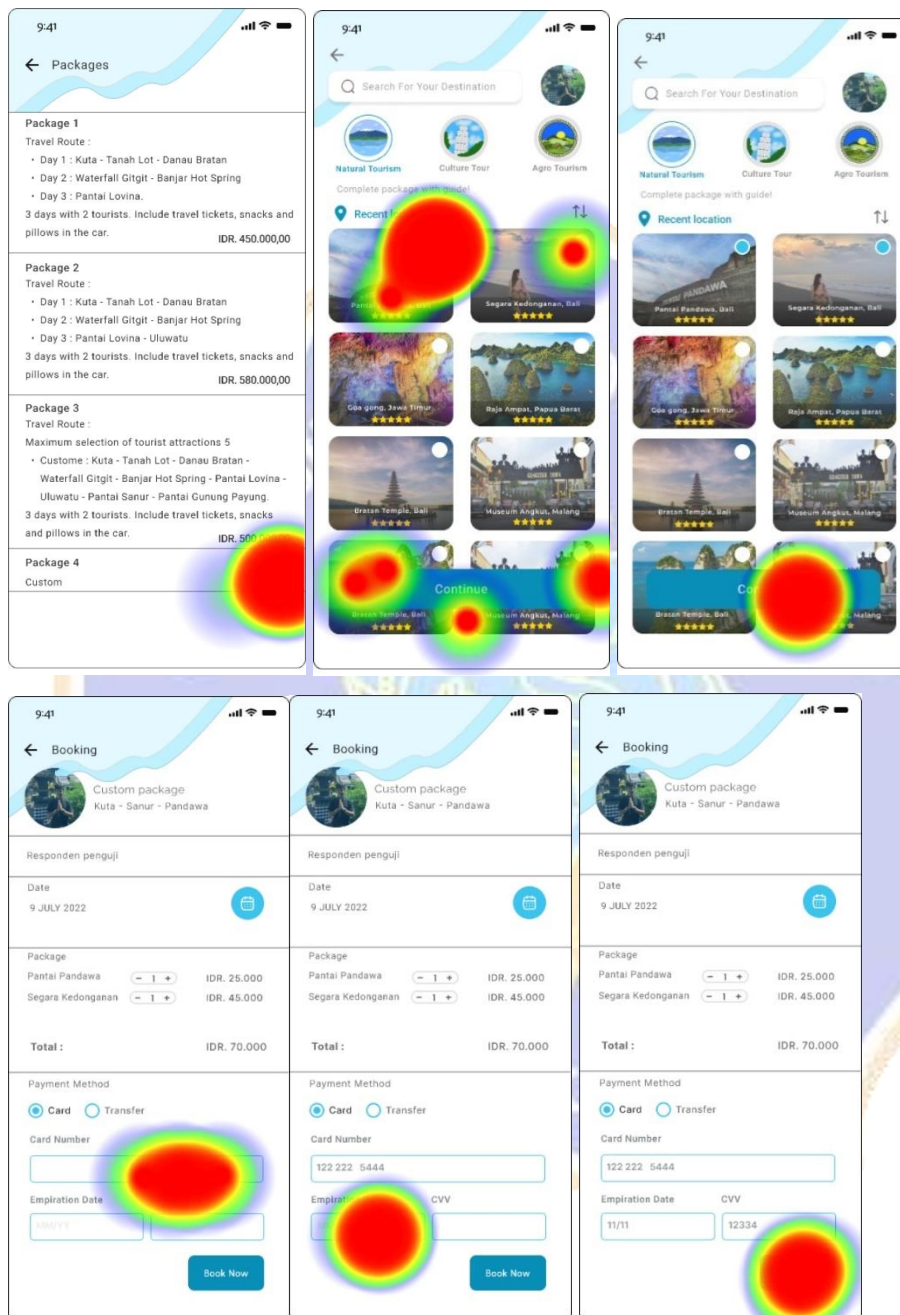 9:41
Packages
Package 1
Travel Route :
• Day 1 : Kuta - Tanah Lot - Danau Bratan
• Day 2 : Waterfall Gitgit - Banjar Hot Spring
• Day 3 : Pantai Lovina.
3 days with 2 tourists. Include travel tickets, snacks and
pillows in the car.
IDR. 450.000,00
Package 2
Travel Route :
• Day 1 : Kuta - Tanah Lot - Danau Bratan
• Day 2 : Waterfall Gitgit - Banjar Hot Spring
• Day 3 : Pantai Lovina - Uluwatu
3 days with 2 tourists. Include travel tickets, snacks and
pillows in the car.
IDR. 580.000,00
Package 3
Travel Route :
Maximum selection of tourist attractions 5
• Custome : Kuta - Tanah Lot - Danau Bratan -
Waterfall Gitgit - Banjar Hot Spring - Pantai Lovina -
Uluwatu - Pantai Sanur - Pantai Gunung Payung.
3 days with 2 tourists. Include travel tickets, snacks
and pillows in the car.
IDR. 500
Package 4
Custom
9:41
Search For Your Destination
Natural Tourism
Culture Tour
Agro Tourism
Complete package with guide!
Recent
Segara Kedonganan, Bali
Goa gong, Jawa Timur
Raja Ampat, Papua Barat
Bratan Temple, Bali
Museum Angkut, Malang
Continue
Bratan Temple, Bali
Museum Angkut, Malang
9:41
Search For Your Destination
Natural Tourism
Culture Tour
Agro Tourism
Complete package with guide!
Recent location
PANDAWA
Pantai Pandawa, Bali
Segara Kedonganan, Bali
Goa gong, Jawa Timur
Raja Ampat, Papua Barat
Bratan Temple, Bali
Museum Angkut, Malang
Bratan Temple, Bali
Malang
9:41
Booking
Custom package
Kuta - Sanur - Pandawa
Responden penguji
Date
9 JULY 2022
Package
Pantai Pandawa - 1 + IDR. 25.000
Segara Kedonganan - 1 + IDR. 45.000
Total : IDR. 70.000
Payment Method
Card Transfer
Card Number
Empiration Date
MM/YY
Book Now
9:41
Booking
Custom package
Kuta - Sanur - Pandawa
Responden penguji
Date
9 JULY 2022
Package
Pantai Pandawa - 1 + IDR. 25.000
Segara Kedonganan - 1 + IDR. 45.000
Total : IDR. 70.000
Payment Method
Card Transfer
Card Number
122 222 5444
CVV
Book Now
9:41
Booking
Custom package
Kuta - Sanur - Pandawa
Responden penguji
Date
9 JULY 2022
Package
Pantai Pandawa - 1 + IDR. 25.000
Segara Kedonganan - 1 + IDR. 45.000
Total : IDR. 70.000
Payment Method
Card Transfer
Card Number
122 222 5444
Empiration Date CVV
11/11 12334